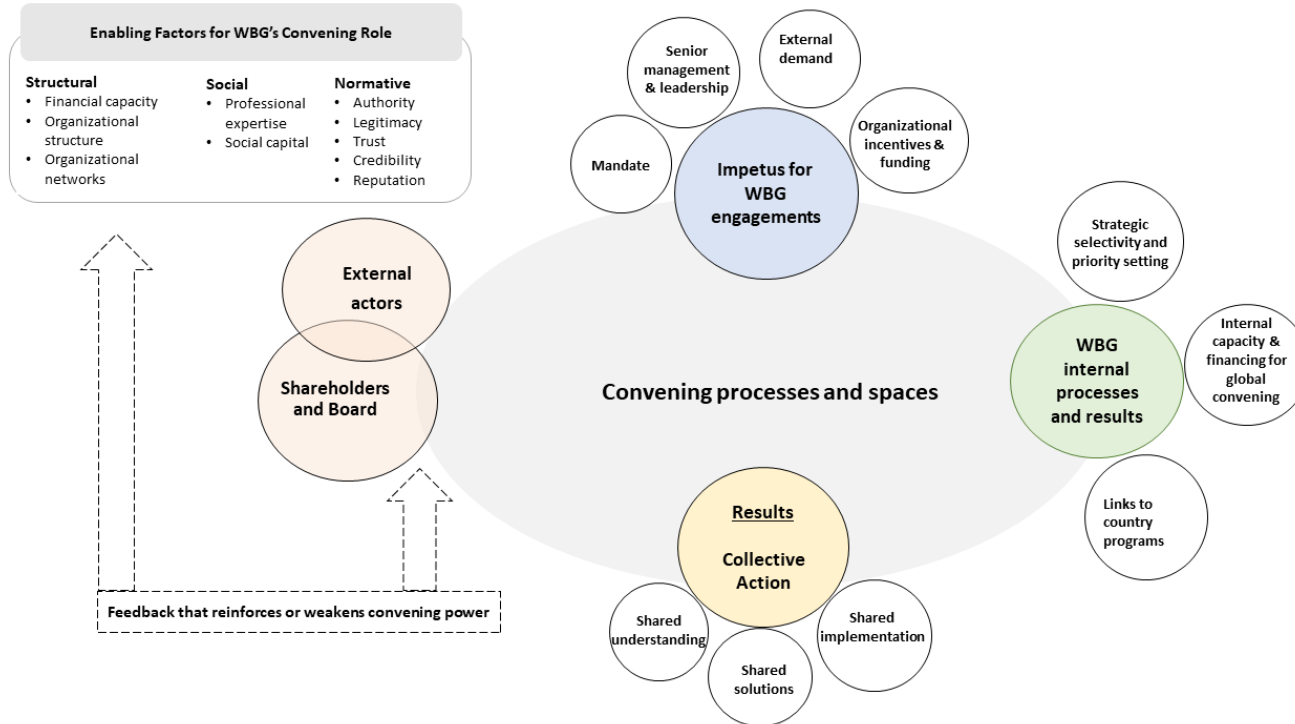 Enabling Factors for WBG's Convening Role
Structural
• Financial capacity
• Organizational
structure
• Organizational
networks
Social
• Professional
expertise
• Social capital
Normative
• Authority
• Legitimacy
• Trust
• Credibility
• Reputation
Mandate
Senior
management
& leadership
External
demand
Organizational
incentives &
funding
Impetus for
WBG
engagements
External
actors
Shareholders
and Board
Convening processes and spaces
Strategic
selectivity and
priority setting
WBG
internal
processes
and results
Internal
capacity &
financing for
global
convening
Links to
country
programs
Results
Collective
Action
Shared
understanding
Shared
solutions
Shared
implementation
Feedback that reinforces or weakens convening power